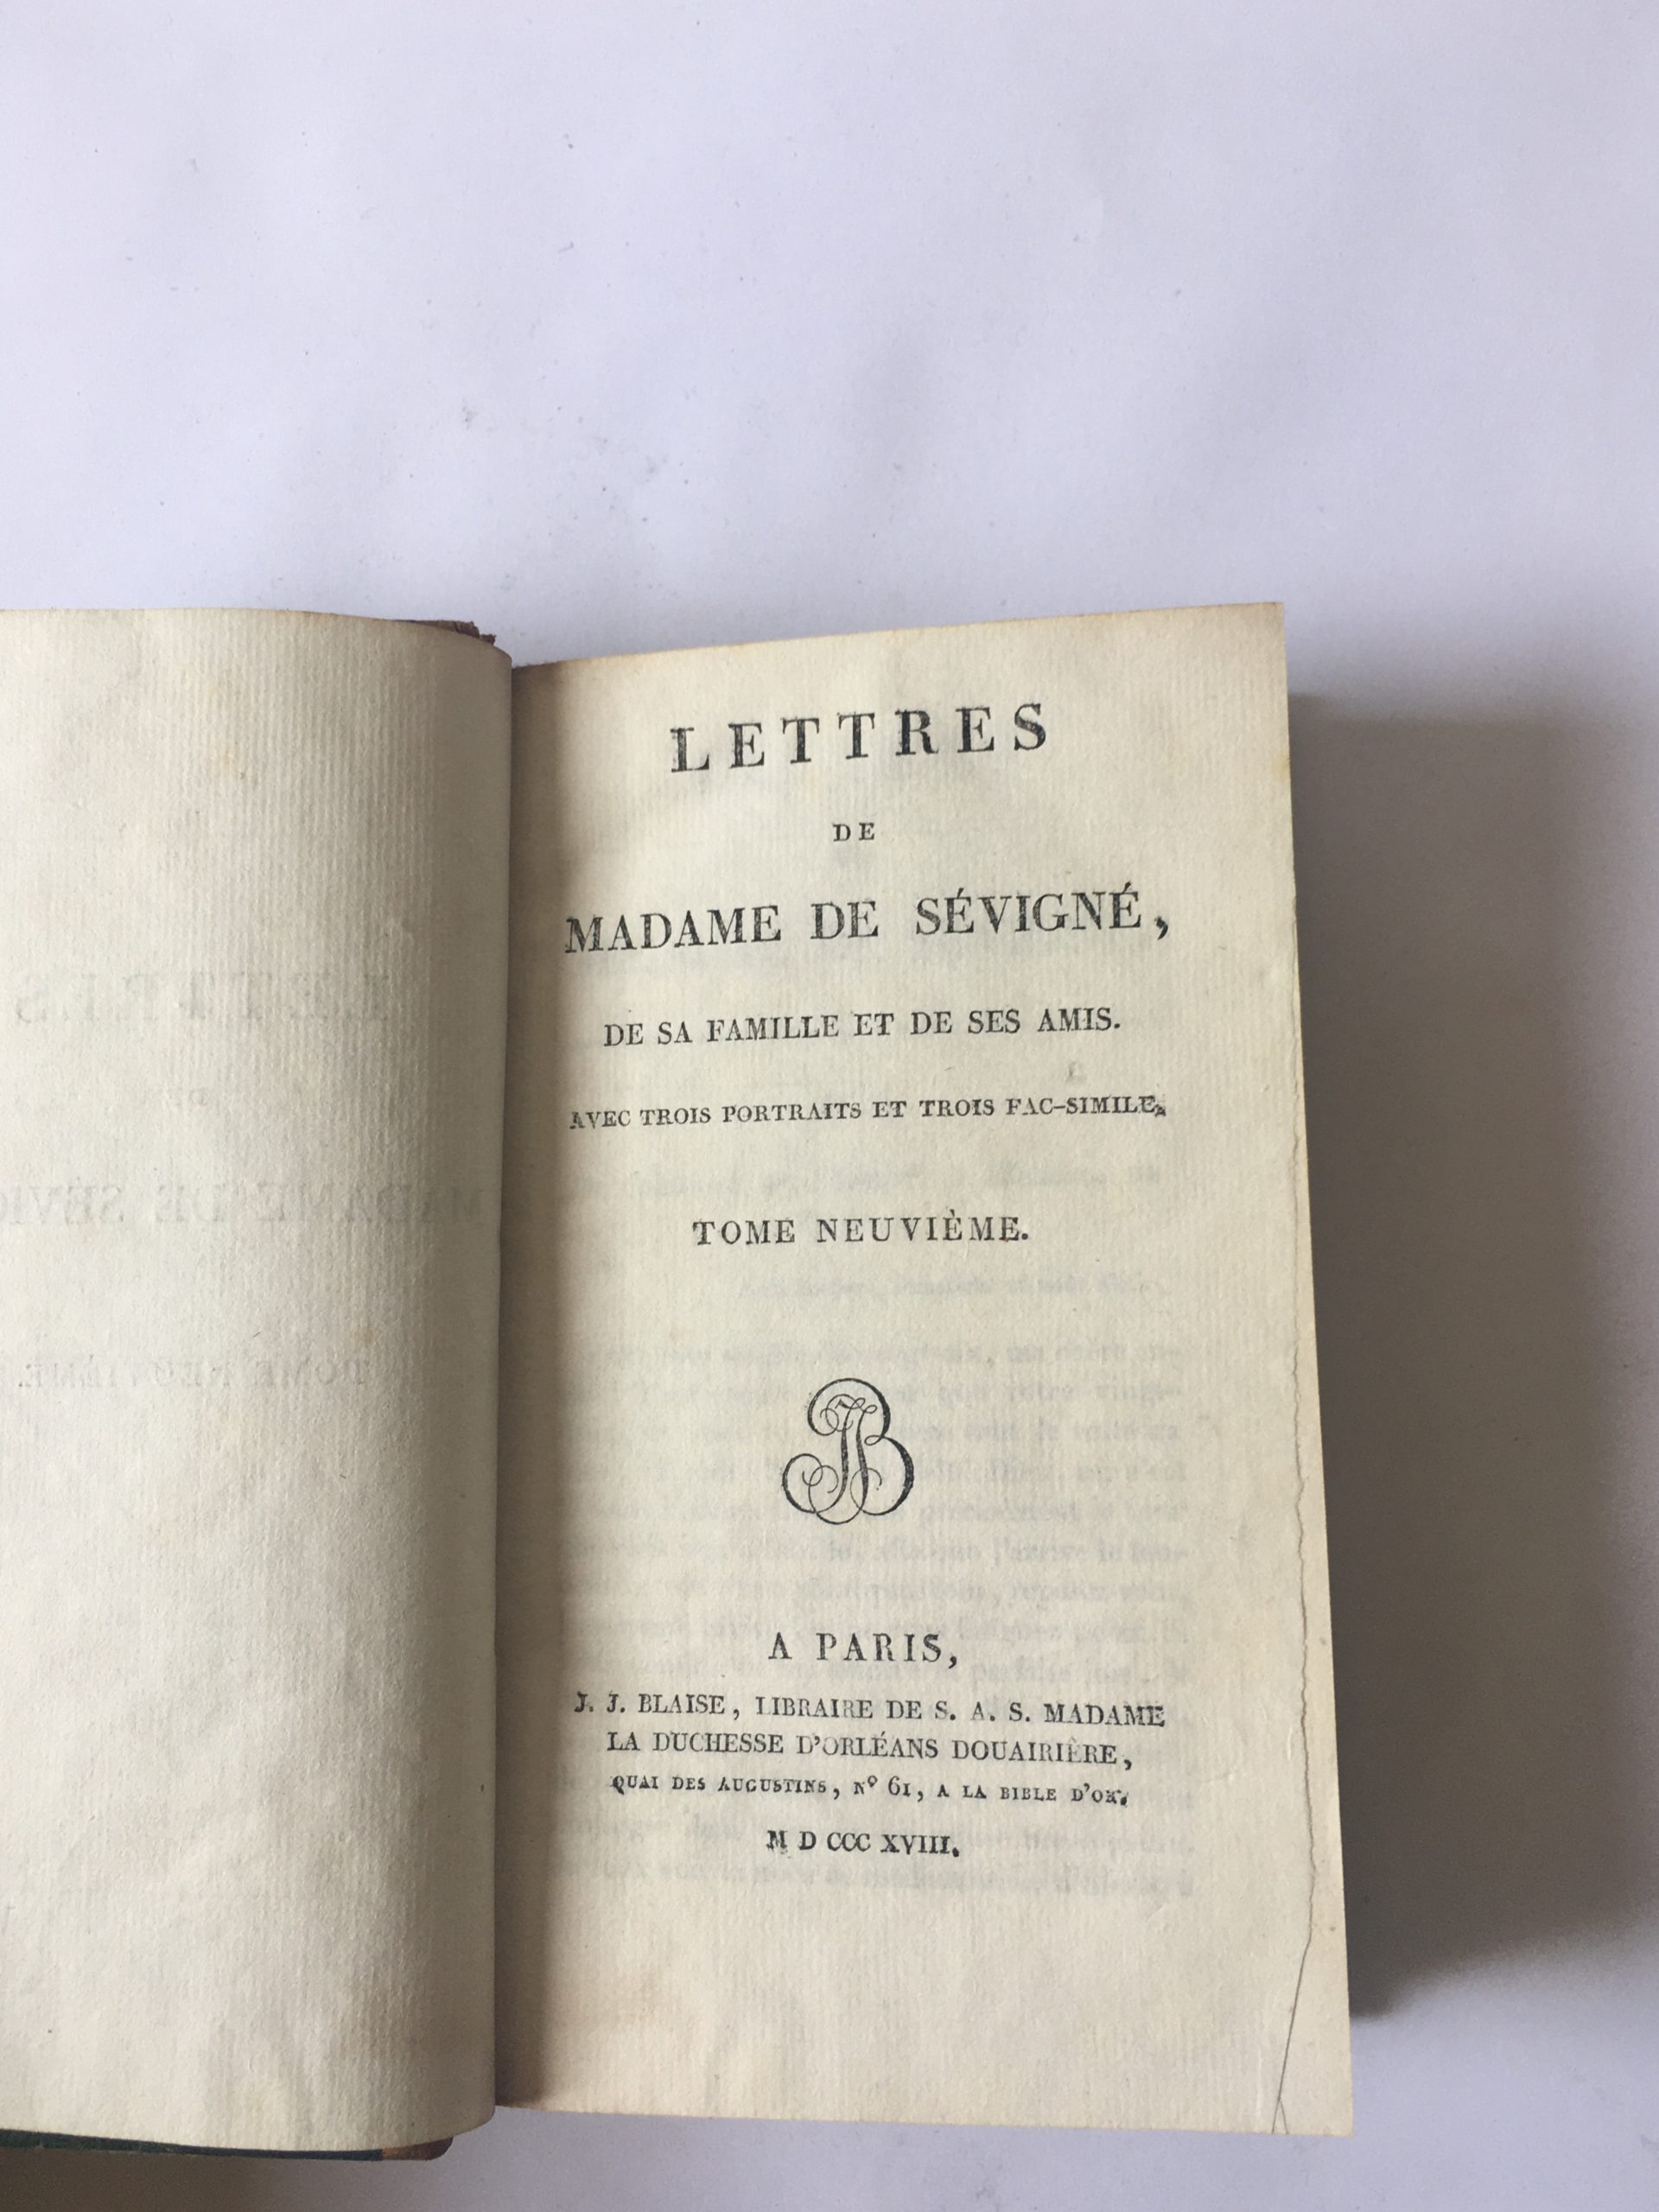 LETTRES
DE
MADAME DE SÉVIGNÉ,
DE SA FAMILLE ET DE SES AMIS.
AVEC TROIS PORTRAITS ET TROIS FAC-SIMILE.
TOME NEUVIÈME.
JJB
A PARIS,
J. J. BLAISE, LIBRAIRE DE S. A. S. MADAME
LA DUCHESSE D'ORLÉANS DOUAIRIÈRE,
QUAI DES AUGUSTINS, Nº 61, A LA BIBLE D'OR.
M D CCC XVIII.